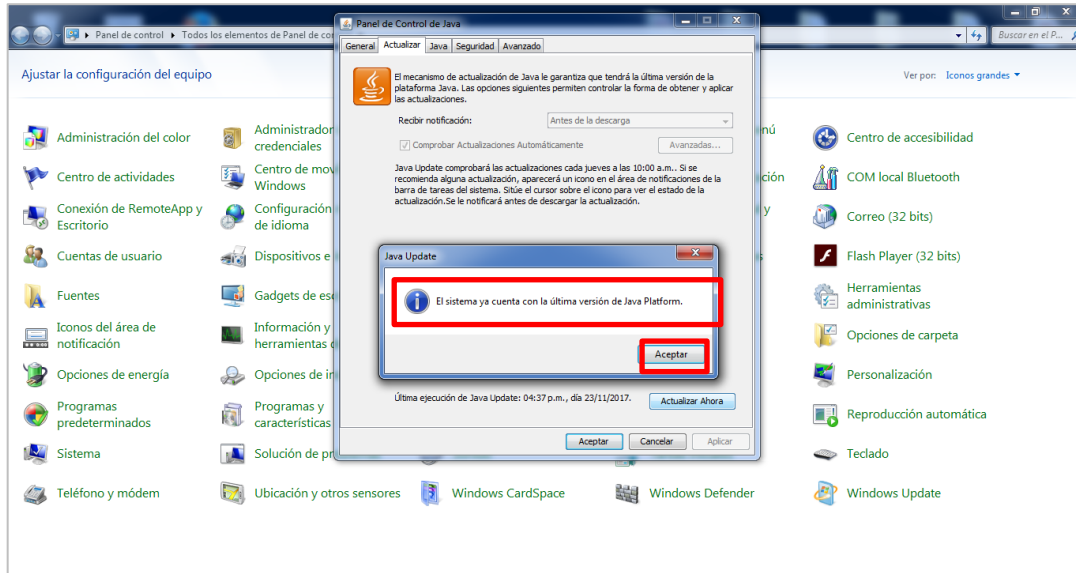 Panel de control ▸ Todos los elementos de Panel de con
Buscar en el P...
Ajustar la configuración del equipo
Ver por: Iconos grandes
Panel de Control de Java
General Actualizar Java Seguridad Avanzado
El mecanismo de actualización de Java le garantiza que tendrá la última versión de la
plataforma Java. Las opciones siguientes permiten controlar la forma de obtener y aplicar
las actualizaciones.
Recibir notificación: Antes de la descarga
Comprobar Actualizaciones Automáticamente Avanzadas...
Java Update comprobará las actualizaciones cada jueves a las 10:00 a.m.. Si se
recomienda alguna actualización, aparecerá un icono en el área de notificaciones de la
barra de tareas del sistema. Sitúe el cursor sobre el icono para ver el estado de la
actualización.Se le notificará antes de descargar la actualización.
Java Update
El sistema ya cuenta con la última versión de Java Platform.
Aceptar
Última ejecución de Java Update: 04:37 p.m., día 23/11/2017. Actualizar Ahora
Aceptar Cancelar Aplicar
Administración del color
Administrador
credenciales
nú
Centro de accesibilidad
Centro de actividades
Centro de mov
Windows
ción
COM local Bluetooth
Conexión de RemoteApp y
Escritorio
Configuración
de idioma
y
Correo (32 bits)
Cuentas de usuario
Dispositivos e
s
Flash Player (32 bits)
Fuentes
Gadgets de esc
Herramientas
administrativas
Iconos del área de
notificación
Información y
herramientas d
Opciones de carpeta
Opciones de energía
Opciones de in
Personalización
Programas
predeterminados
Programas y
características
Reproducción automática
Sistema
Solución de pr
Teclado
Teléfono y módem
Ubicación y otros sensores
Windows CardSpace
Windows Defender
Windows Update